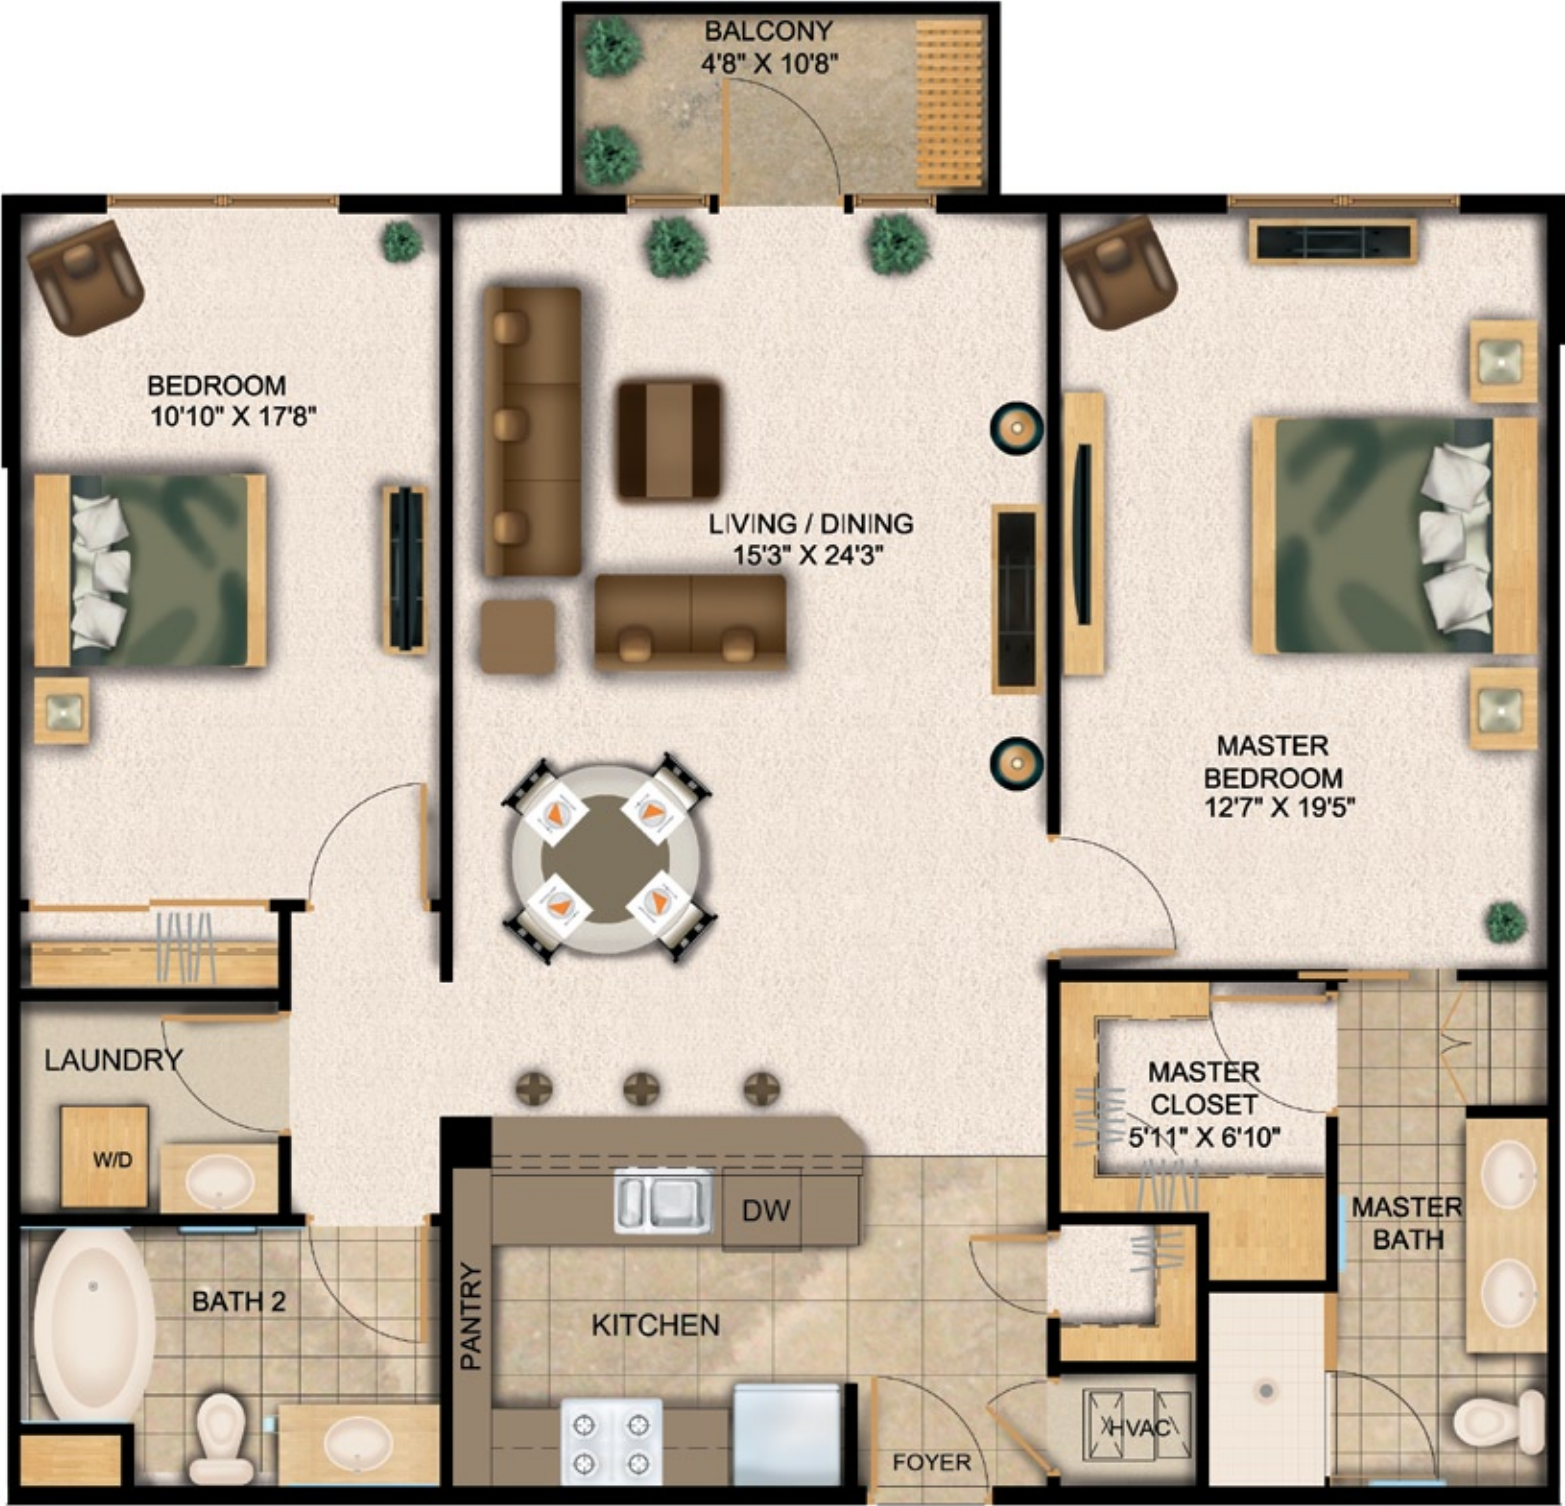 BALCONY
4'8" X 10'8"
BEDROOM
10'10" X 17'8"
LIVING / DINING
15'3" X 24'3"
MASTER
BEDROOM
12'7" X 19'5"
LAUNDRY
W/D
MASTER
CLOSET
5'11" X 6'10"
DW
MASTER
BATH
BATH 2
PANTRY
KITCHEN
FOYER
HVAC